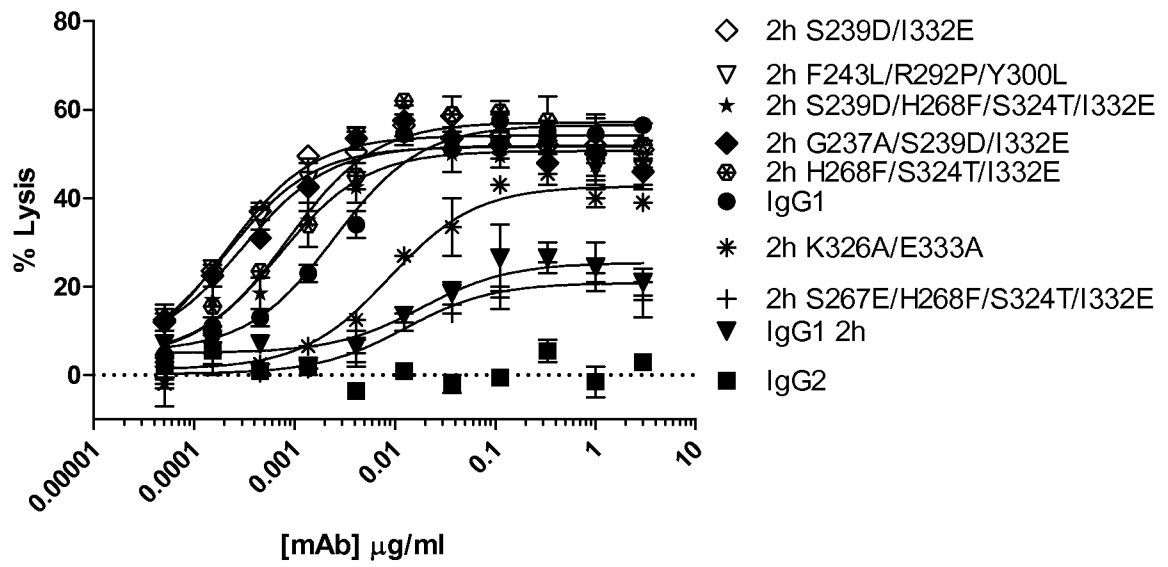 80
60
40
20
0
% Lysis
0.00001
0.0001
0.001
0.01
0.1
1
10
[mAb] μg/ml
2h S239D/I332E
2h F243L/R292P/Y300L
2h S239D/H268F/S324T/I332E
2h G237A/S239D/I332E
2h H268F/S324T/I332E
IgG1
2h K326A/E333A
2h S267E/H268F/S324T/I332E
IgG1 2h
IgG2